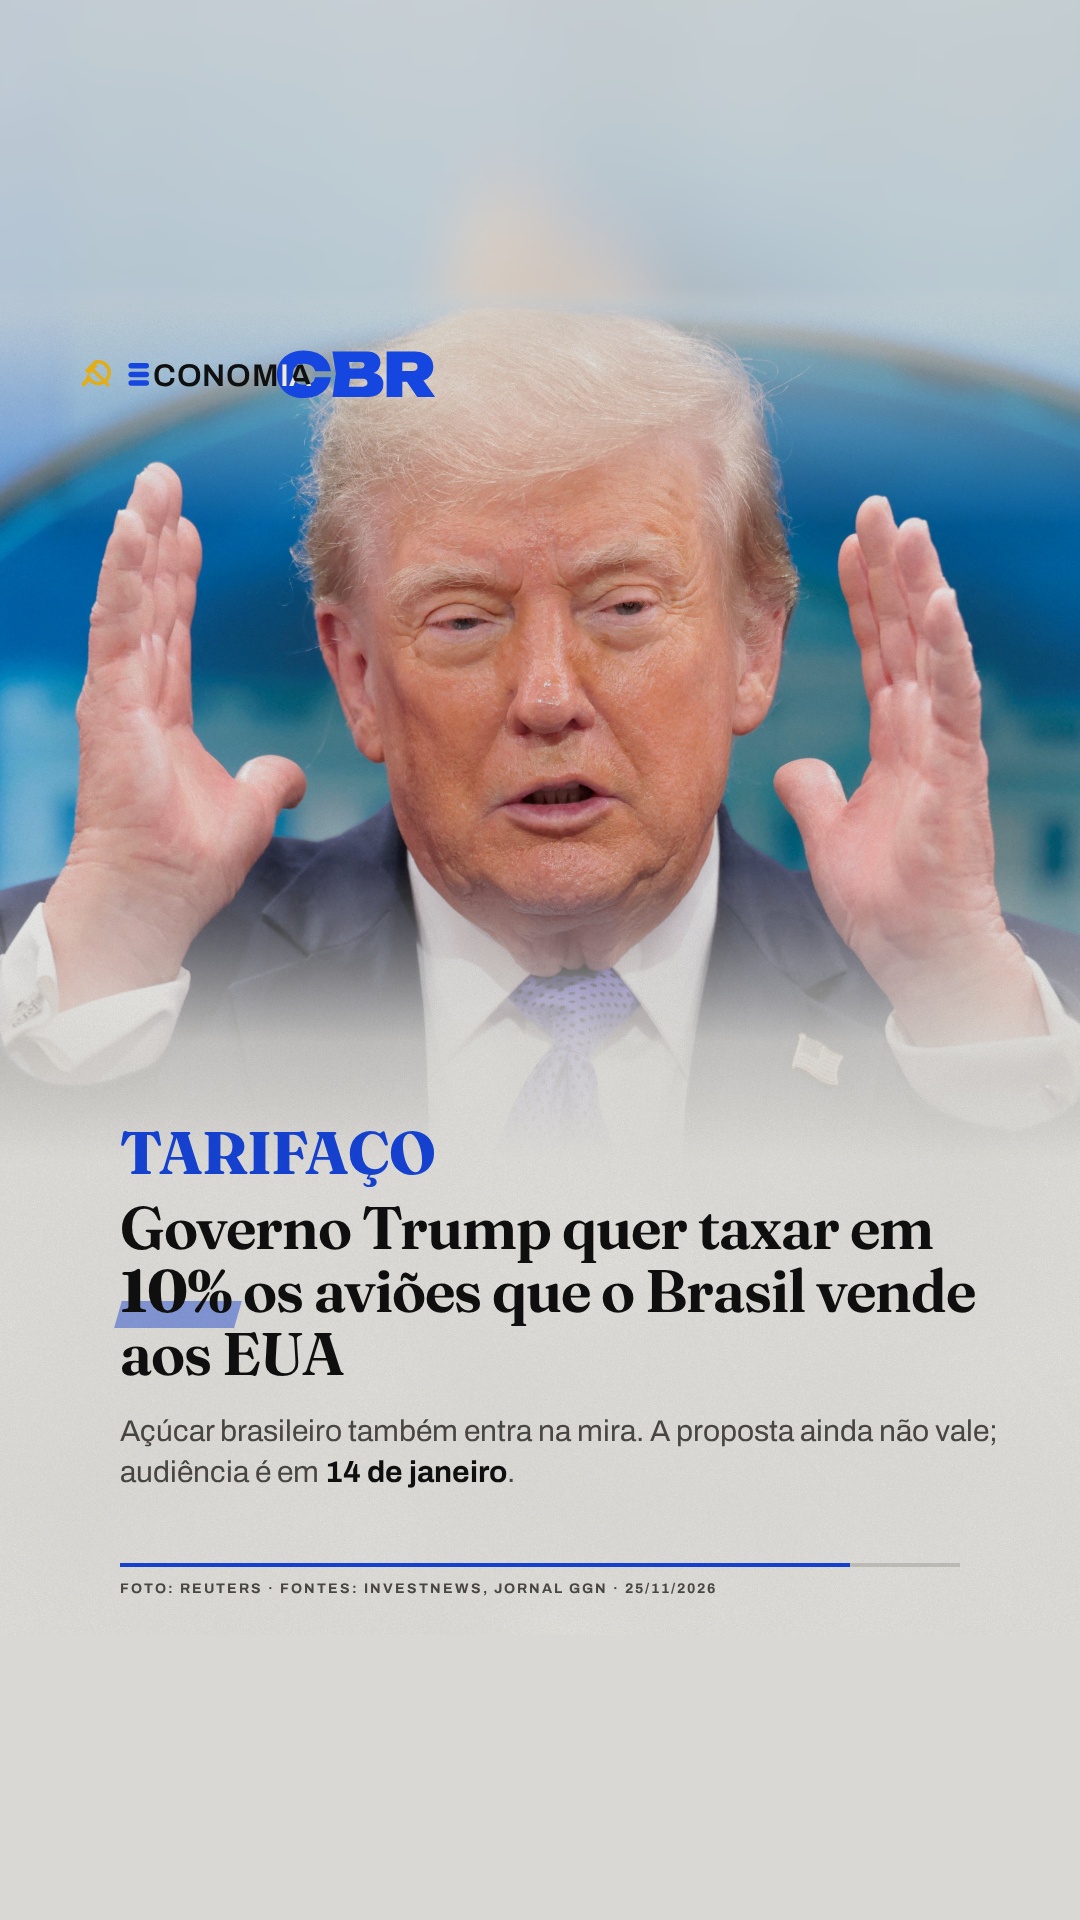 ECONOMIA CBR
TARIFAÇO
Governo Trump quer taxar em
10% os aviões que o Brasil vende
aos EUA
Açúcar brasileiro também entra na mira. A proposta ainda não vale;
audiência é em 14 de janeiro.
FOTO: REUTERS · FONTES: INVESTNEWS, JORNAL GGN · 25/11/2026